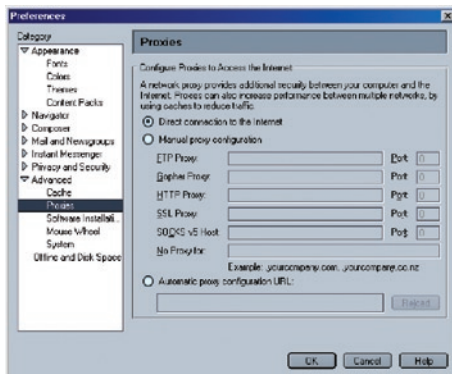 Preferences
Category
Appearance
Fonts
Colors
Themes
Content Packs
Navigator
Composer
Mail and Newsgroups
Instant Messenger
Privacy and Security
Advanced
Cache
Proxies
Software Installati..
Mouse Wheel
System
Offline and Disk Space
Proxies
Configure Proxies to Access the Internet
A network proxy provides additional security between your computer and the
Internet. Proxies can also increase performance between multiple networks, by
using caches to reduce traffic.
Direct connection to the Internet
Manual proxy configuration
FTP Proxy: Port: 0
Gopher Proxy: Port: 0
HTTP Proxy: Port: 0
SSL Proxy: Port: 0
SOCKS v5 Host: Port: 0
No Proxy for:
Example: .yourcompany.com, .yourcompany.co.nz
Automatic proxy configuration URL:
Reload
OK Cancel Help